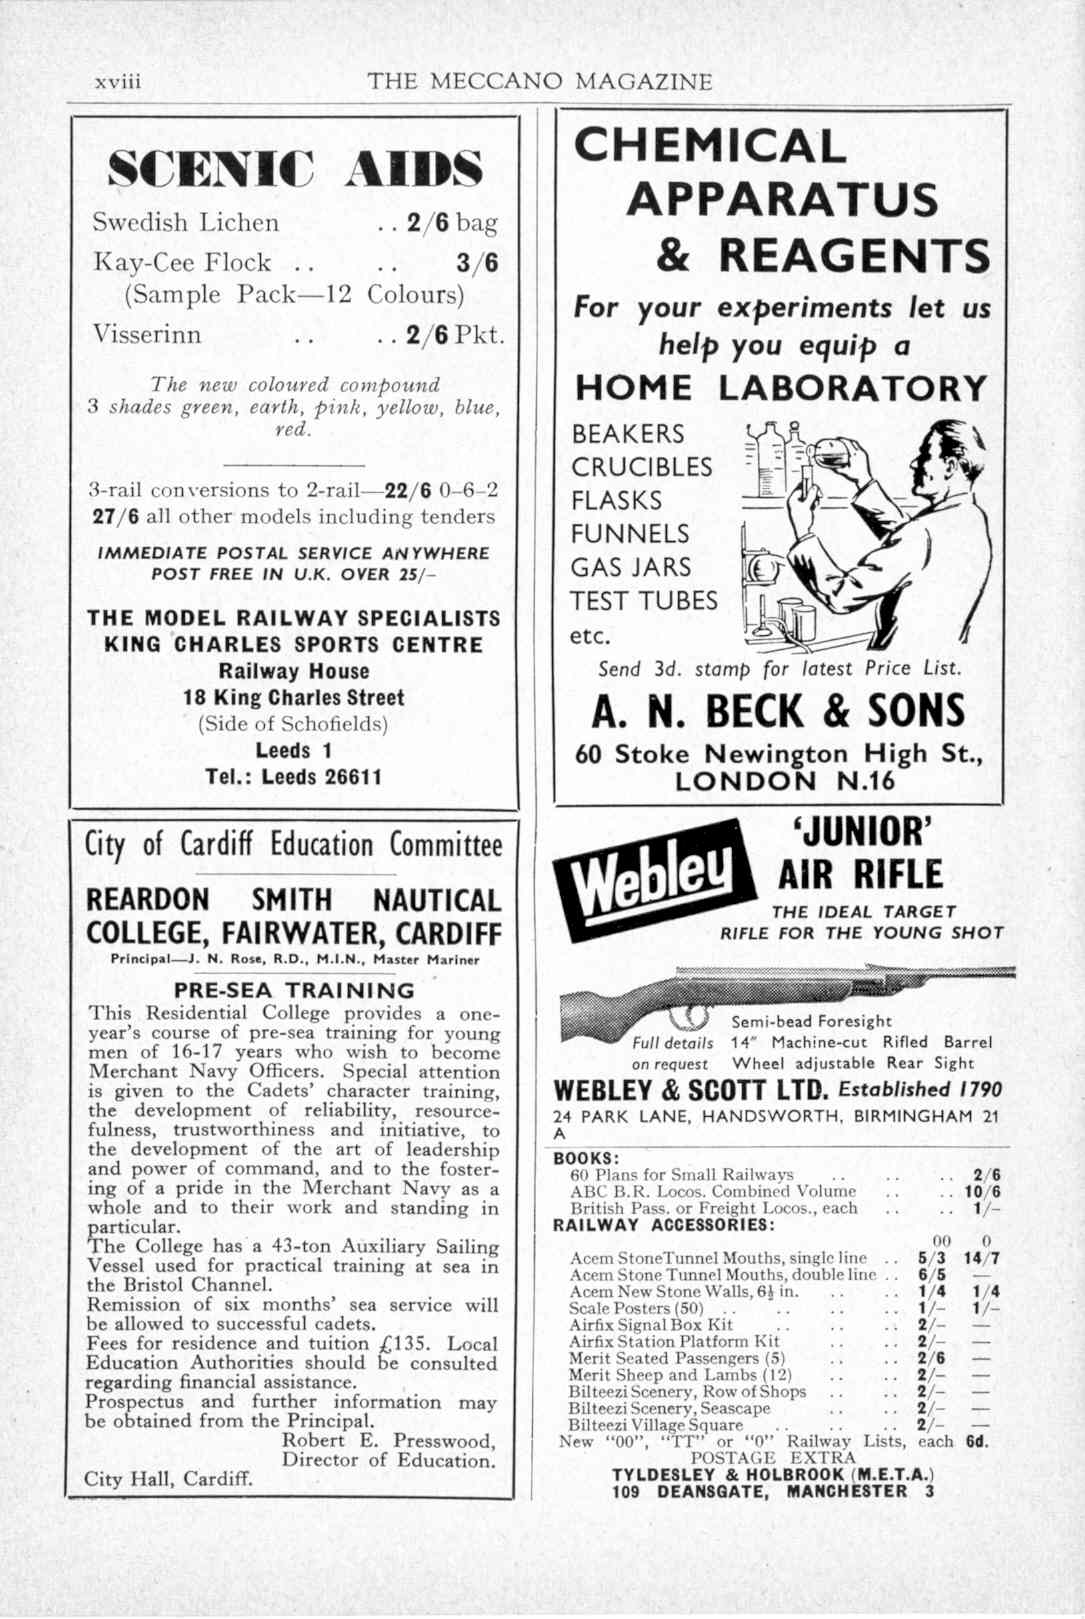 xviii THE MECCANO MAGAZINE
SCENIC AIDS
Swedish Lichen .. 2/6 bag
Kay-Cee Flock .. .. 3/6
(Sample Pack—12 Colours)
Visserinn .. .. 2/6 Pkt.
The new coloured compound
3 shades green, earth, pink, yellow, blue,
red.
3-rail conversions to 2-rail—22/6 0-6-2
27/6 all other models including tenders
IMMEDIATE POSTAL SERVICE ANYWHERE
POST FREE IN U.K. OVER 25/-
THE MODEL RAILWAY SPECIALISTS
KING CHARLES SPORTS CENTRE
Railway House
18 King Charles Street
(Side of Schofields)
Leeds 1
Tel.: Leeds 26611
City of Cardiff Education Committee
REARDON SMITH NAUTICAL
COLLEGE, FAIRWATER, CARDIFF
Principal—J. N. Rose, R.D., M.I.N., Master Mariner
PRE-SEA TRAINING
This Residential College provides a one-
year's course of pre-sea training for young
men of 16-17 years who wish to become
Merchant Navy Officers. Special attention
is given to the Cadets' character training,
the development of reliability, resource-
fulness, trustworthiness and initiative, to
the development of the art of leadership
and power of command, and to the foster-
ing of a pride in the Merchant Navy as a
whole and to their work and standing in
particular.
The College has a 43-ton Auxiliary Sailing
Vessel used for practical training at sea in
the Bristol Channel.
Remission of six months' sea service will
be allowed to successful cadets.
Fees for residence and tuition £135. Local
Education Authorities should be consulted
regarding financial assistance.
Prospectus and further information may
be obtained from the Principal.
Robert E. Presswood,
Director of Education.
City Hall, Cardiff.
CHEMICAL
APPARATUS
& REAGENTS
For your experiments let us
help you equip a
HOME LABORATORY
BEAKERS
CRUCIBLES
FLASKS
FUNNELS
GAS JARS
TEST TUBES
etc.
Send 3d. stamp for latest Price List.
A. N. BECK & SONS
60 Stoke Newington High St.,
LONDON N.16
Webley
'JUNIOR'
AIR RIFLE
THE IDEAL TARGET
RIFLE FOR THE YOUNG SHOT
Semi-bead Foresight
Full details 14" Machine-cut Rifled Barrel
on request Wheel adjustable Rear Sight
WEBLEY & SCOTT LTD. Established 1790
24 PARK LANE, HANDSWORTH, BIRMINGHAM 21
A
BOOKS:
60 Plans for Small Railways .. .. .. 2/6
ABC B.R. Locos. Combined Volume .. .. 10/6
British Pass. or Freight Locos., each .. .. 1/-
RAILWAY ACCESSORIES:
00 0
Acem StoneTunnel Mouths, single line .. 5/3 14/7
Acem Stone Tunnel Mouths, double line .. 6/5 —
Acem New Stone Walls, 6½ in. .. .. 1/4 1/4
Scale Posters (50) .. .. .. .. 1/- 1/-
Airfix Signal Box Kit .. .. .. 2/- —
Airfix Station Platform Kit .. .. 2/- —
Merit Seated Passengers (5) .. .. 2/6 —
Merit Sheep and Lambs (12) .. .. 2/- —
Bilteezi Scenery, Row of Shops .. .. 2/- —
Bilteezi Scenery, Seascape .. .. 2/- —
Bilteezi Village Square .. .. .. 2/- —
New "00", "TT" or "0" Railway Lists, each 6d.
POSTAGE EXTRA
TYLDESLEY & HOLBROOK (M.E.T.A.)
109 DEANSGATE, MANCHESTER 3